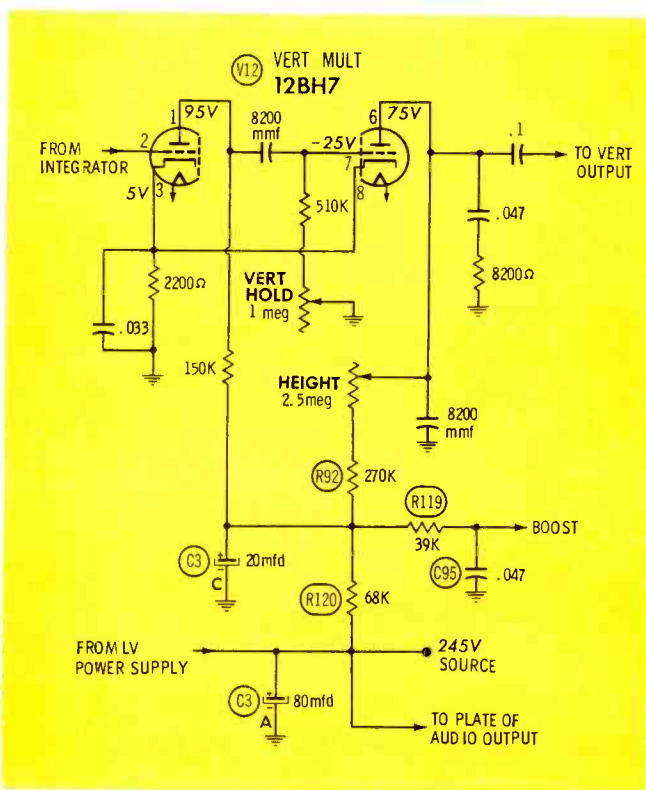 V12 VERT MULT
12BH7
1 95V
6 75V
8200
mmf
-25V
.1
FROM
INTEGRATOR
2
7
TO VERT
OUTPUT
5V 3
8
510K
.047
2200Ω
8200Ω
VERT
HOLD
1 meg
.033
150K
HEIGHT
2.5meg
8200
mmf
R92 270K
R119
39K
BOOST
C3 + 20mfd
-
C
C95 .047
R120 68K
FROM LV
POWER SUPPLY
245V
SOURCE
C3 + 80mfd
-
A
TO PLATE OF
AUDIO OUTPUT